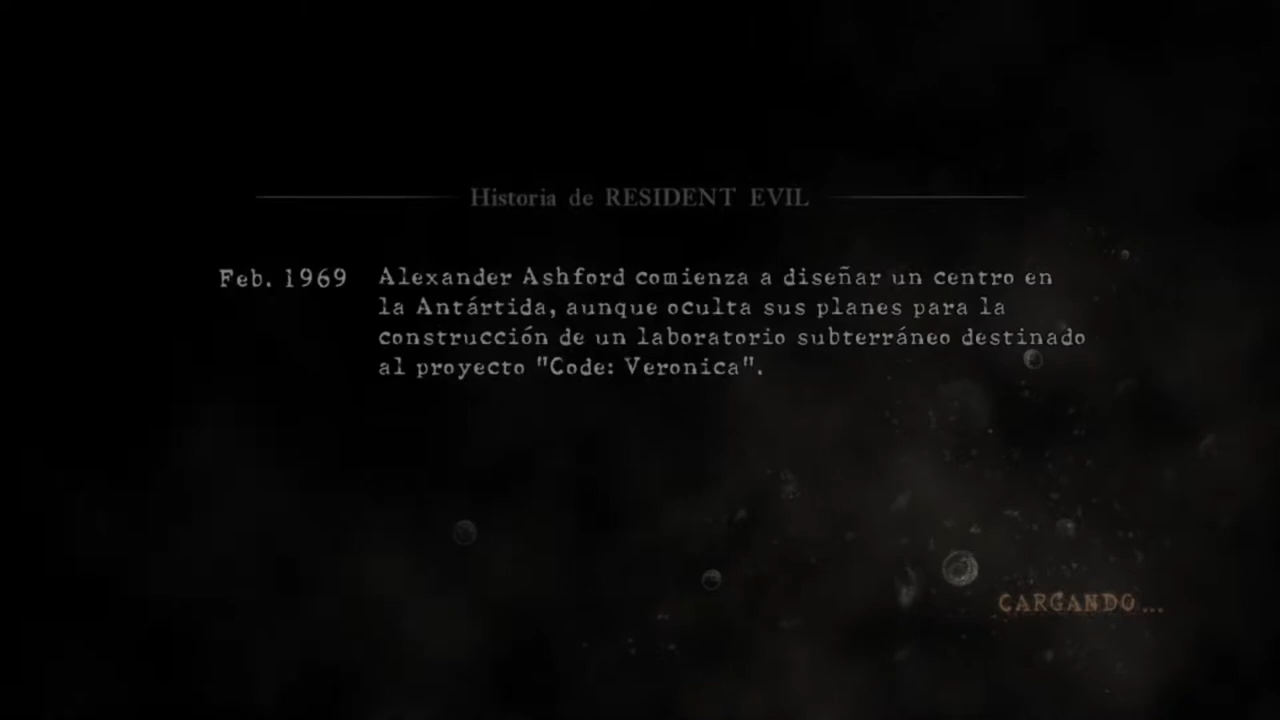 Historia de RESIDENT EVIL
Feb. 1969 Alexander Ashford comienza a diseñar un centro en
la Antártida, aunque oculta sus planes para la
construcción de un laboratorio subterráneo destinado
al proyecto "Code: Veronica".
CARGANDO...